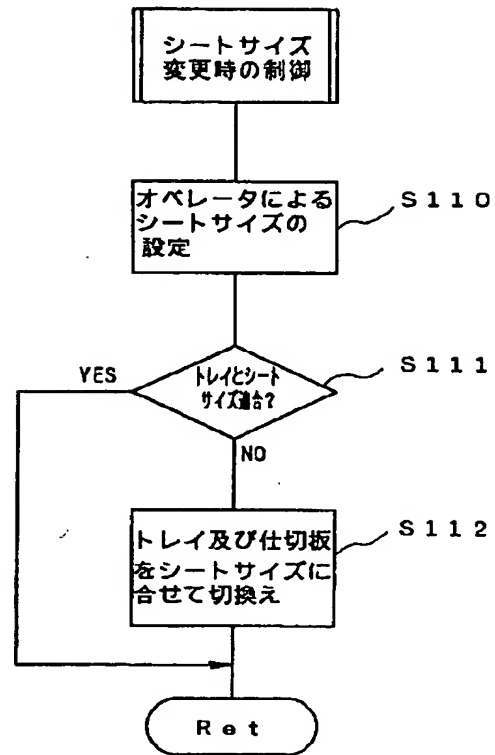 シートサイズ
変更時の制御
オペレータによる
シートサイズの
設定
S110
トレイとシート
サイズ適合?
S111
YES
NO
トレイ及び仕切板
をシートサイズに
合せて切換え
S112
Ret